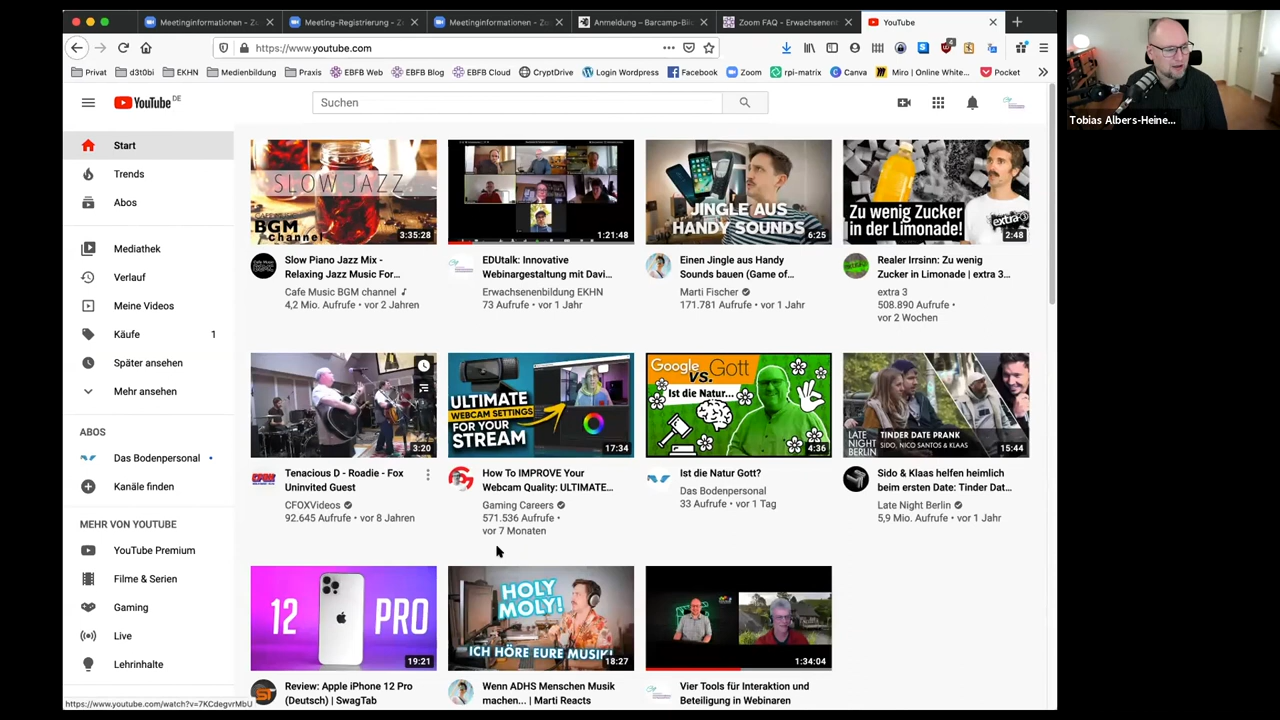 Meetinginformationen - Zo
Meeting-Registrierung - Zo
Meetinginformationen - Zus
Anmeldung – Barcamp-Bil
Zoom FAQ - Erwachsenen
YouTube
https://www.youtube.com
Privat
d3t0bi
EKHN
Medienbildung
Praxis
EBFB Web
EBFB Blog
EBFB Cloud
CryptDrive
Login Wordpress
Facebook
Zoom
rpi-matrix
Canva
Miro | Online White...
Pocket
Tobias Albers-Heine...
YouTube DE
Suchen
Start
Trends
Abos
Mediathek
Verlauf
Meine Videos
Käufe 1
Später ansehen
Mehr ansehen
ABOS
Das Bodenpersonal
Kanäle finden
MEHR VON YOUTUBE
YouTube Premium
Filme & Serien
Gaming
Live
Lehrinhalte
SLOW JAZZ
BGM
channel
3:35:28
Slow Piano Jazz Mix -
Relaxing Jazz Music For...
Cafe Music BGM channel
4,2 Mio. Aufrufe • vor 2 Jahren
1:21:48
EDUtalk: Innovative
Webinargestaltung mit Davi...
Erwachsenenbildung EKHN
73 Aufrufe • vor 1 Jahr
JINGLE AUS
HANDY SOUNDS
6:25
Einen Jingle aus Handy
Sounds bauen (Game of...
Marti Fischer
171.781 Aufrufe • vor 1 Jahr
Zu wenig Zucker
in der Limonade!
extra 3
2:48
Realer Irrsinn: Zu wenig
Zucker in Limonade | extra 3...
extra 3
508.890 Aufrufe •
vor 2 Wochen
3:20
Tenacious D - Roadie - Fox
Uninvited Guest
CFOXVideos
92.645 Aufrufe • vor 8 Jahren
ULTIMATE
WEBCAM SETTINGS
FOR YOUR
STREAM
17:34
How To IMPROVE Your
Webcam Quality: ULTIMATE...
Gaming Careers
571.536 Aufrufe •
vor 7 Monaten
Google
vs. Gott
Ist die Natur...
4:36
Ist die Natur Gott?
Das Bodenpersonal
33 Aufrufe • vor 1 Tag
LATE
NIGHT
BERLIN
TINDER DATE PRANK
SIDO, NICO SANTOS & KLAAS
15:44
Sido & Klaas helfen heimlich
beim ersten Date: Tinder Dat...
Late Night Berlin
5,9 Mio. Aufrufe • vor 1 Jahr
12 PRO
19:21
Review: Apple iPhone 12 Pro
(Deutsch) | SwagTab
HOLY
MOLY!
ICH HÖRE EURE MUSIK!
18:27
Wenn ADHS Menschen Musik
machen... | Marti Reacts
1:34:04
Vier Tools für Interaktion und
Beteiligung in Webinaren
https://www.youtube.com/watch?v=7KCdegvrMbU